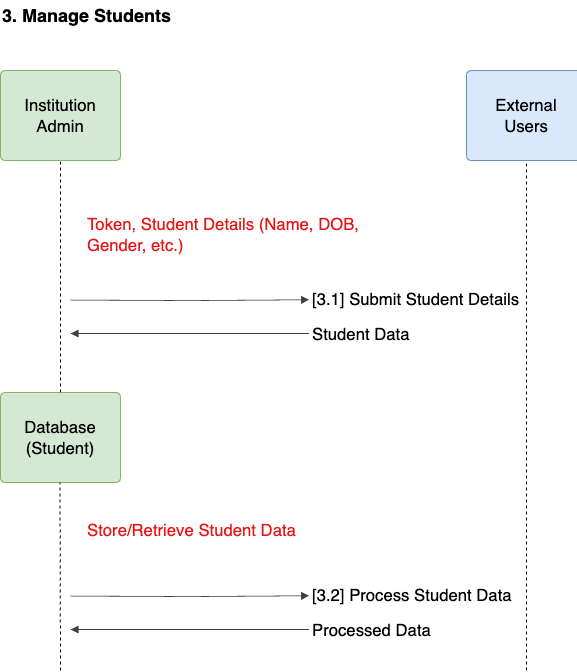 3. Manage Students
Institution
Admin
External
Users
Token, Student Details (Name, DOB,
Gender, etc.)
[3.1] Submit Student Details
Student Data
Database
(Student)
Store/Retrieve Student Data
[3.2] Process Student Data
Processed Data